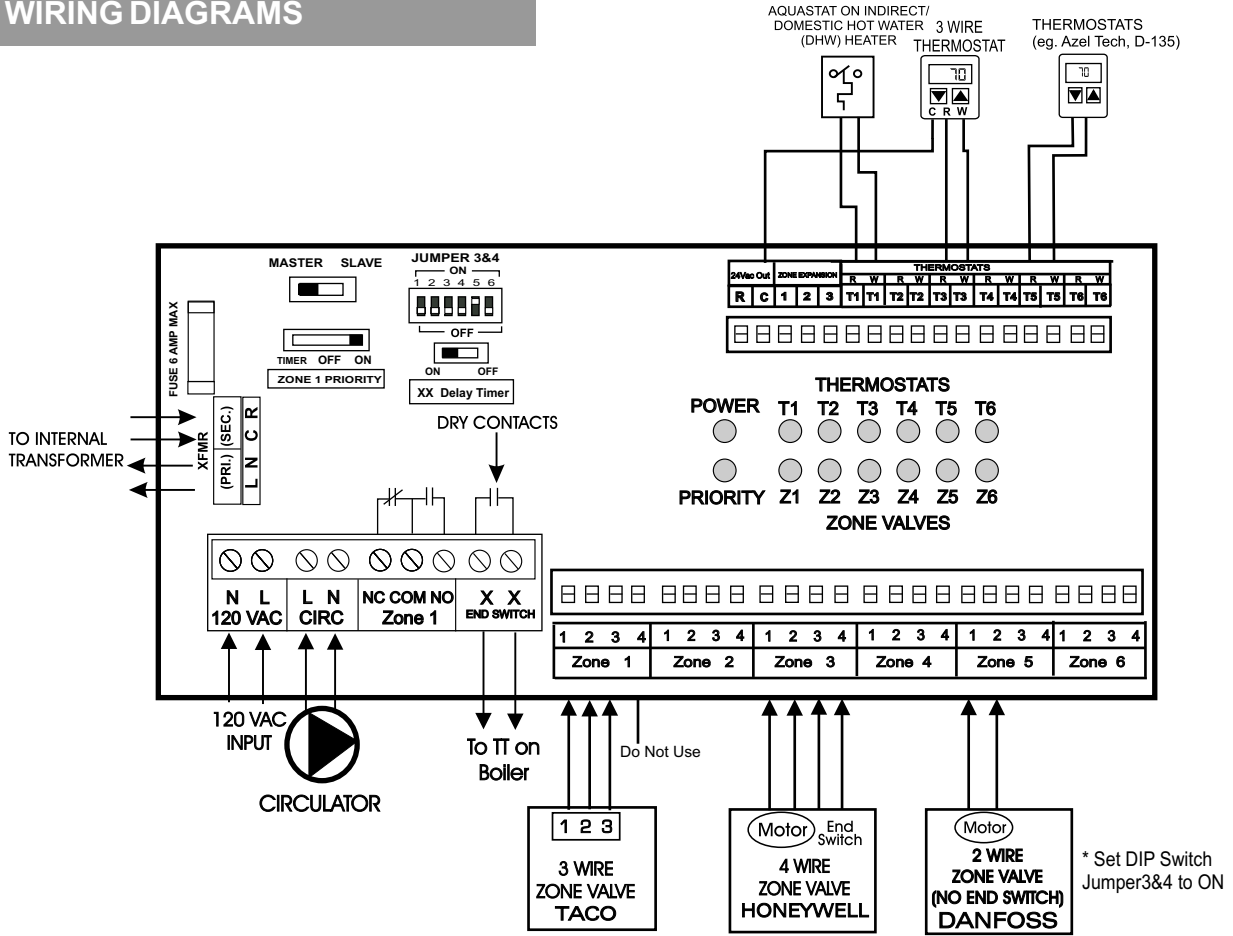 WIRING DIAGRAMS
AQUASTAT ON INDIRECT/
DOMESTIC HOT WATER
(DHW) HEATER
3 WIRE
THERMOSTAT
THERMOSTATS
(eg. Azel Tech, D-135)
70
C R W
70
MASTER SLAVE
JUMPER 3&4
ON
1 2 3 4 5 6
OFF
TIMER OFF ON
ZONE 1 PRIORITY
ON OFF
XX Delay Timer
FUSE 6 AMP MAX
24Vac Out
ZONE EXPANSION
THERMOSTATS
R W R W R W R W R W R W
R C 1 2 3 T1 T1 T2 T2 T3 T3 T4 T4 T5 T5 T6 T6
TO INTERNAL
TRANSFORMER
XFMR
(PRI.) (SEC.)
L N C R
DRY CONTACTS
THERMOSTATS
POWER T1 T2 T3 T4 T5 T6
PRIORITY Z1 Z2 Z3 Z4 Z5 Z6
ZONE VALVES
N L
120 VAC
L N
CIRC
NC COM NO
Zone 1
X X
END SWITCH
1 2 3 4 1 2 3 4 1 2 3 4 1 2 3 4 1 2 3 4 1 2 3 4
Zone 1 Zone 2 Zone 3 Zone 4 Zone 5 Zone 6
120 VAC
INPUT
CIRCULATOR
To TT on
Boiler
Do Not Use
1 2 3
3 WIRE
ZONE VALVE
TACO
Motor
End
Switch
4 WIRE
ZONE VALVE
HONEYWELL
Motor
2 WIRE
ZONE VALVE
(NO END SWITCH)
DANFOSS
* Set DIP Switch
Jumper3&4 to ON